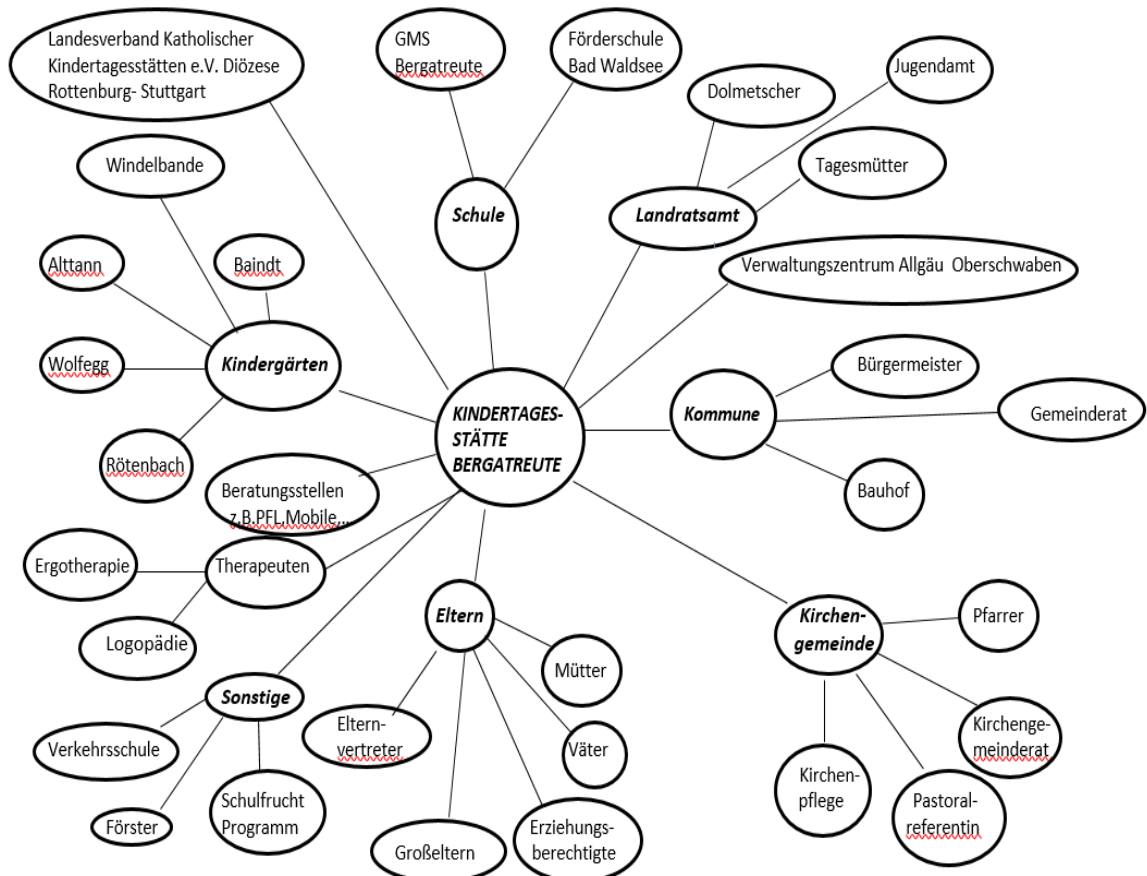 Landesverband Katholischer
Kindertagesstätten e.V. Diözese
Rottenburg- Stuttgart
GMS
Bergatreute
Förderschule
Bad Waldsee
Jugendamt
Dolmetscher
Windelbande
Tagesmütter
Schule
Landratsamt
Alttann
Baindt
Verwaltungszentrum Allgäu Oberschwaben
Wolfegg
Kindergärten
Bürgermeister
KINDERTAGES-
STÄTTE
BERGATREUTE
Kommune
Gemeinderat
Rötenbach
Beratungsstellen
z.B.PFL,Mobile,..
Bauhof
Ergotherapie
Therapeuten
Logopädie
Eltern
Kirchen-
gemeinde
Pfarrer
Mütter
Sonstige
Eltern-
vertreter
Väter
Kirchenge-
meinderat
Verkehrsschule
Kirchen-
pflege
Schulfrucht
Programm
Pastoral-
referentin
Förster
Großeltern
Erziehungs-
berechtigte